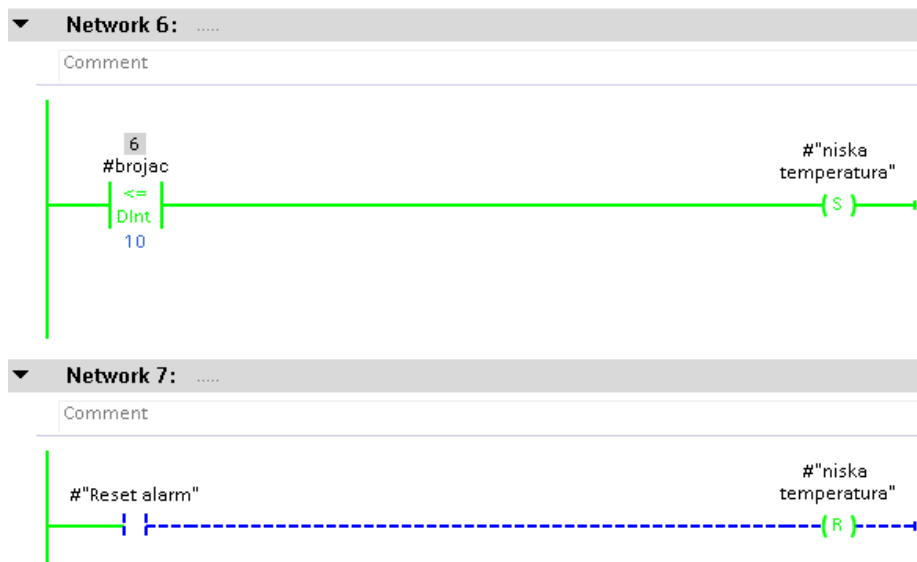 Network 6: .....
Comment
6
#brojac
<=
DInt
10
#"niska
temperatura"
( S )
Network 7: .....
Comment
#"Reset alarm"
#"niska
temperatura"
( R )